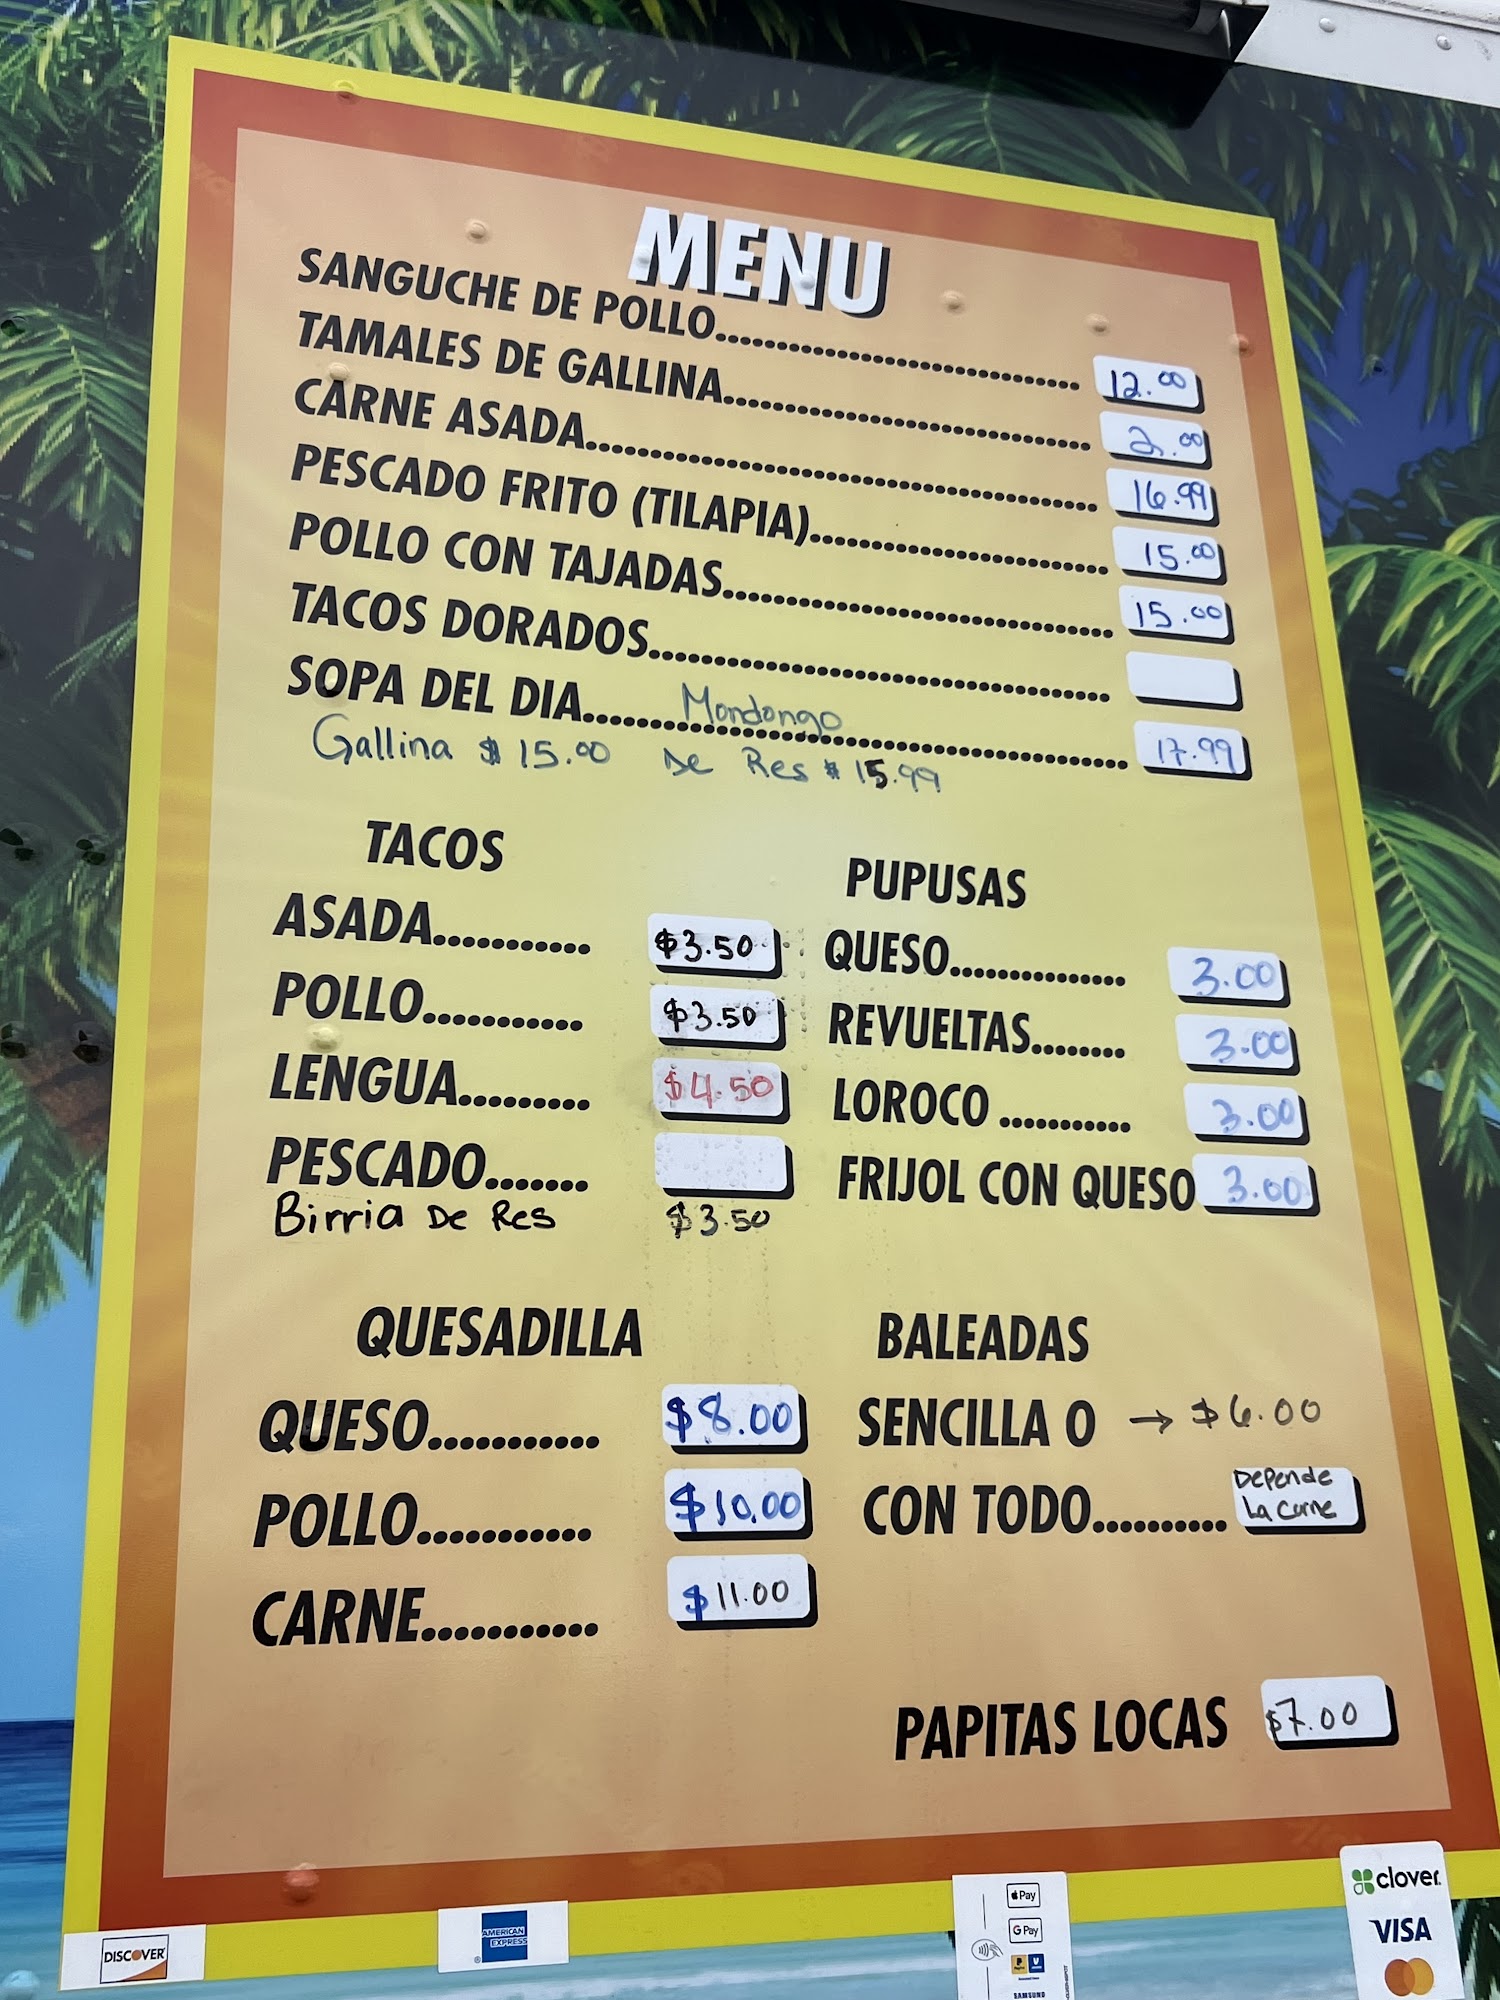 MENU
SANGUCHE DE POLLO 12.00
TAMALES DE GALLINA 2.00
CARNE ASADA 16.99
PESCADO FRITO (TILAPIA) 15.00
POLLO CON TAJADAS 15.00
TACOS DORADOS
SOPA DEL DIA Mondongo 17.99
Gallina $15.00 De Res $15.99
TACOS
ASADA $3.50
POLLO $3.50
LENGUA $4.50
PESCADO
Birria De Res $3.50
PUPUSAS
QUESO 3.00
REVUELTAS 3.00
LOROCO 3.00
FRIJOL CON QUESO 3.00
QUESADILLA
QUESO $8.00
POLLO $10.00
CARNE $11.00
BALEADAS
SENCILLA O → $6.00
CON TODO Depende
La Carne
PAPITAS LOCAS $7.00
DISCOVER
AMERICAN
EXPRESS
Pay
G Pay
SAMSUNG
clover
VISA